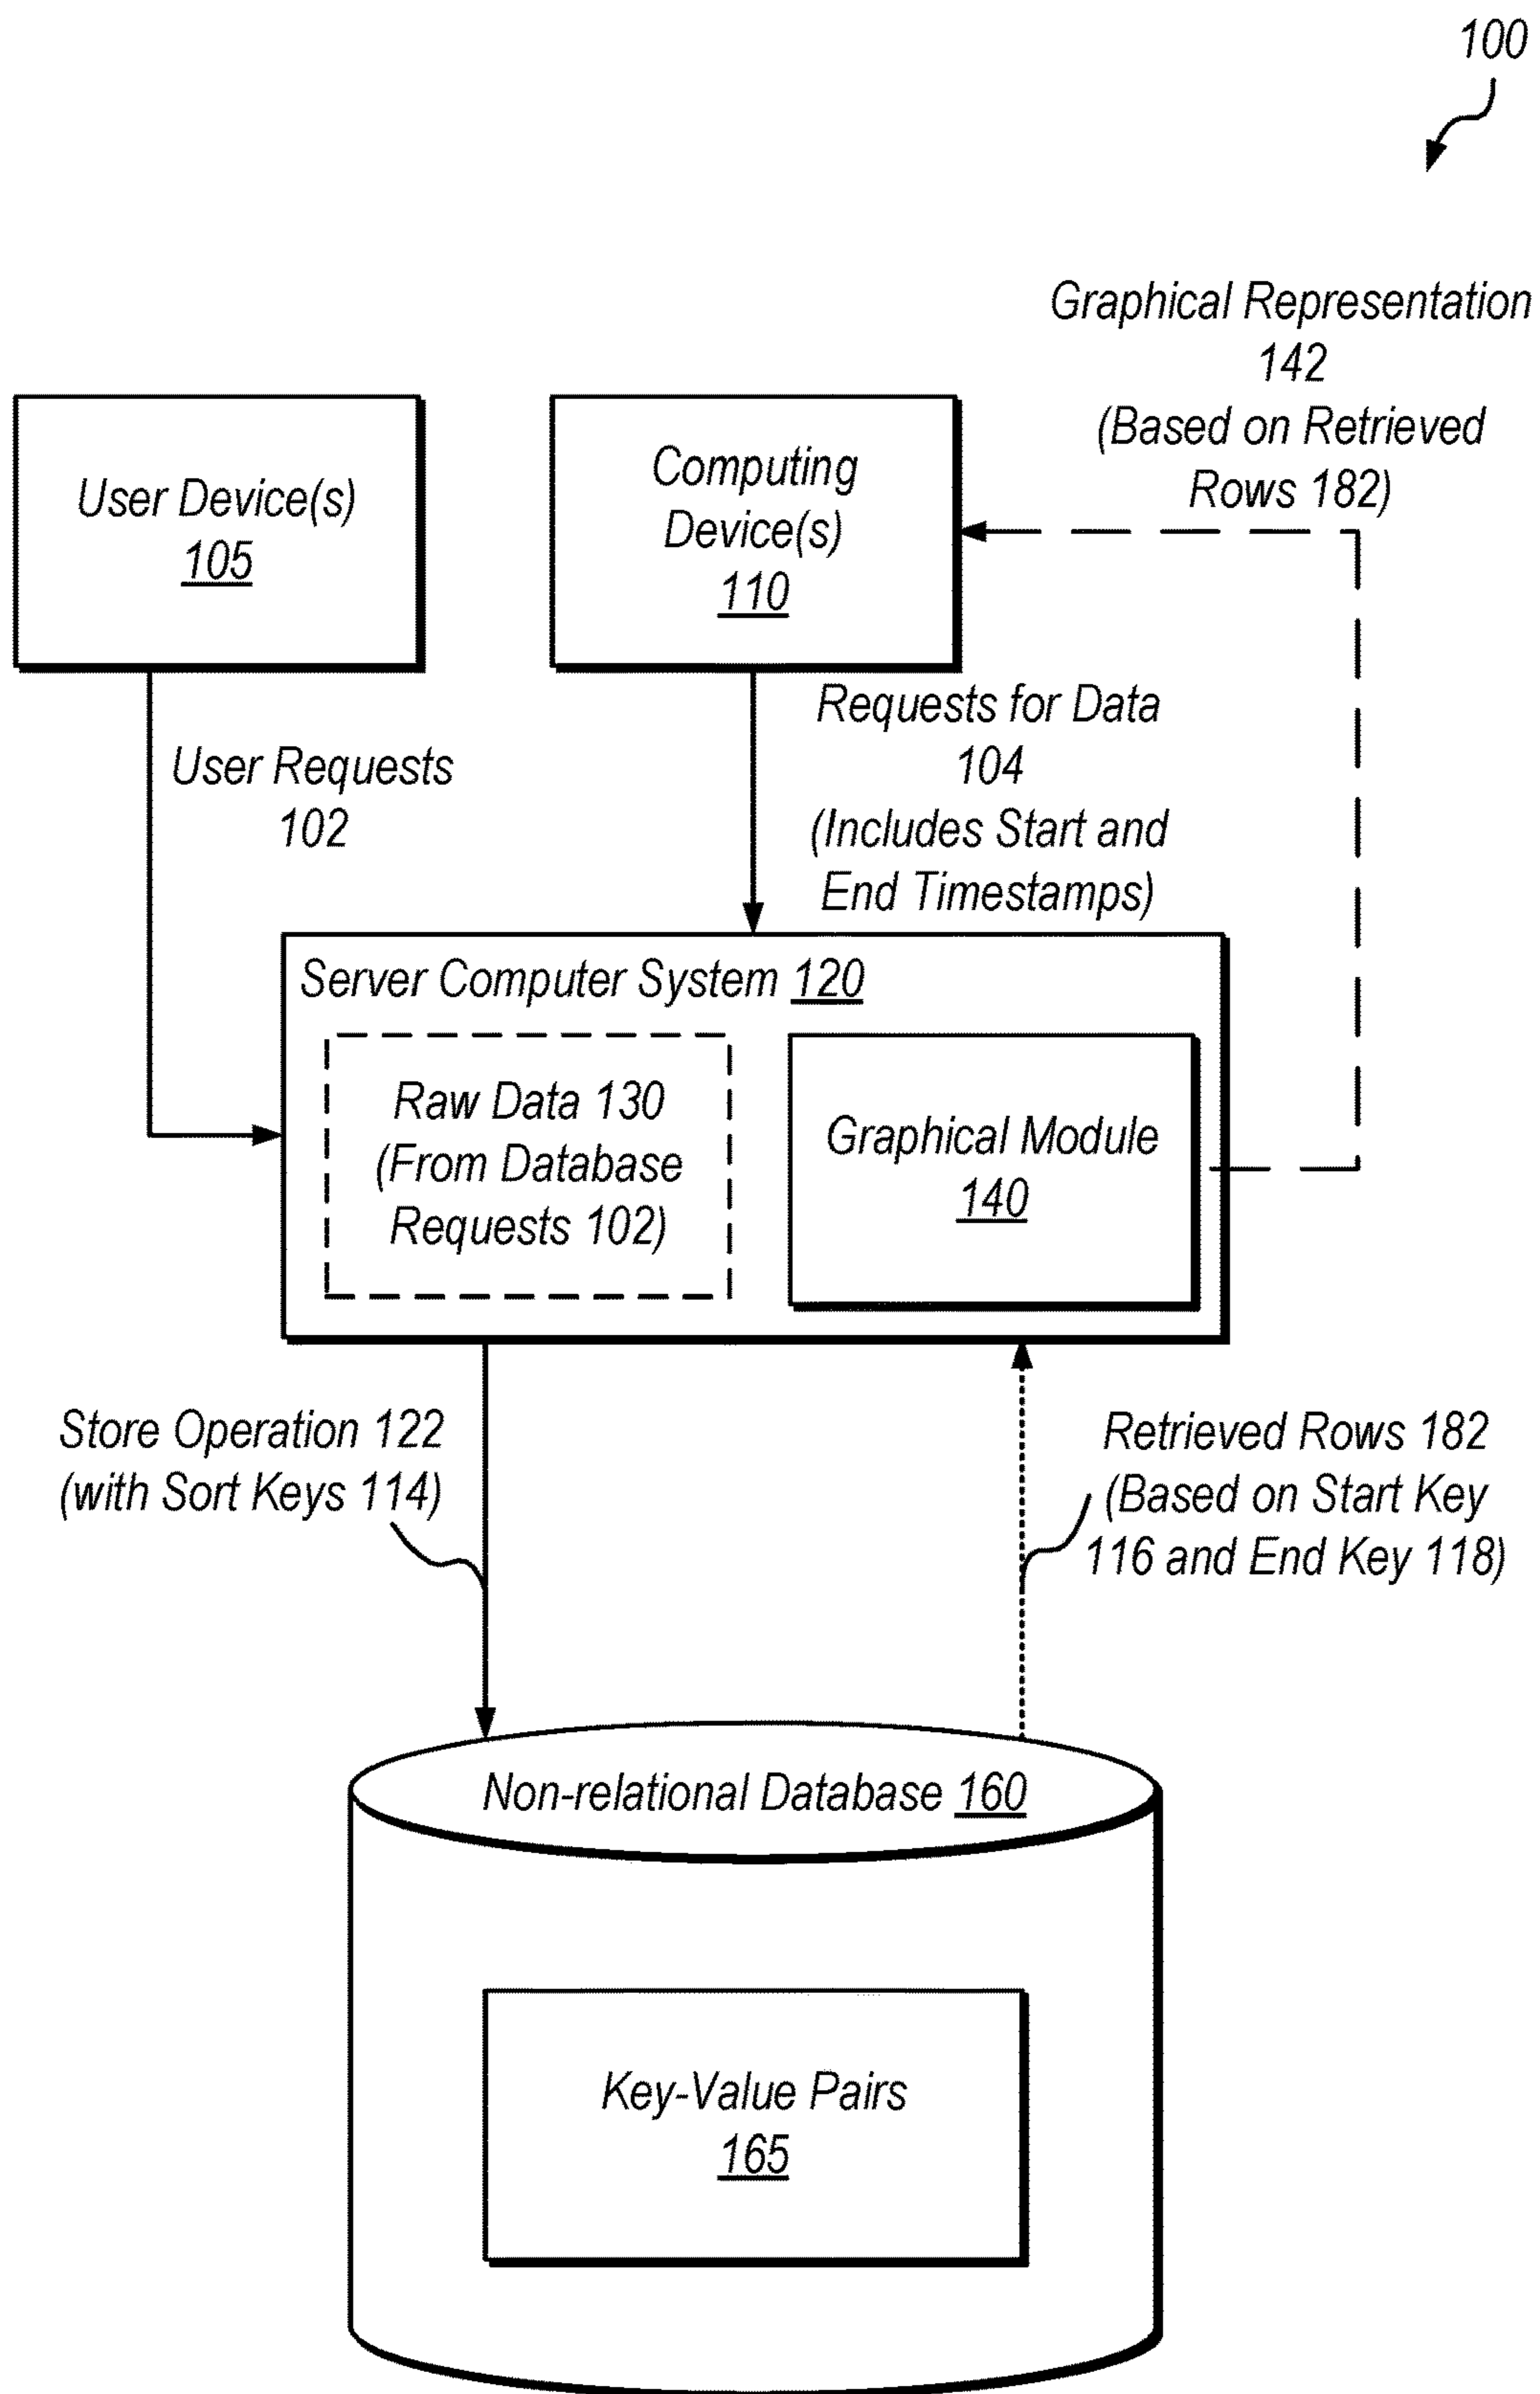 100
Graphical Representation
142
(Based on Retrieved
Rows 182)
User Device(s)
105
Computing
Device(s)
110
User Requests
102
Requests for Data
104
(Includes Start and
End Timestamps)
Server Computer System 120
Raw Data 130
(From Database
Requests 102)
Graphical Module
140
Store Operation 122
(with Sort Keys 114)
Retrieved Rows 182
(Based on Start Key
116 and End Key 118)
Non-relational Database 160
Key-Value Pairs
165